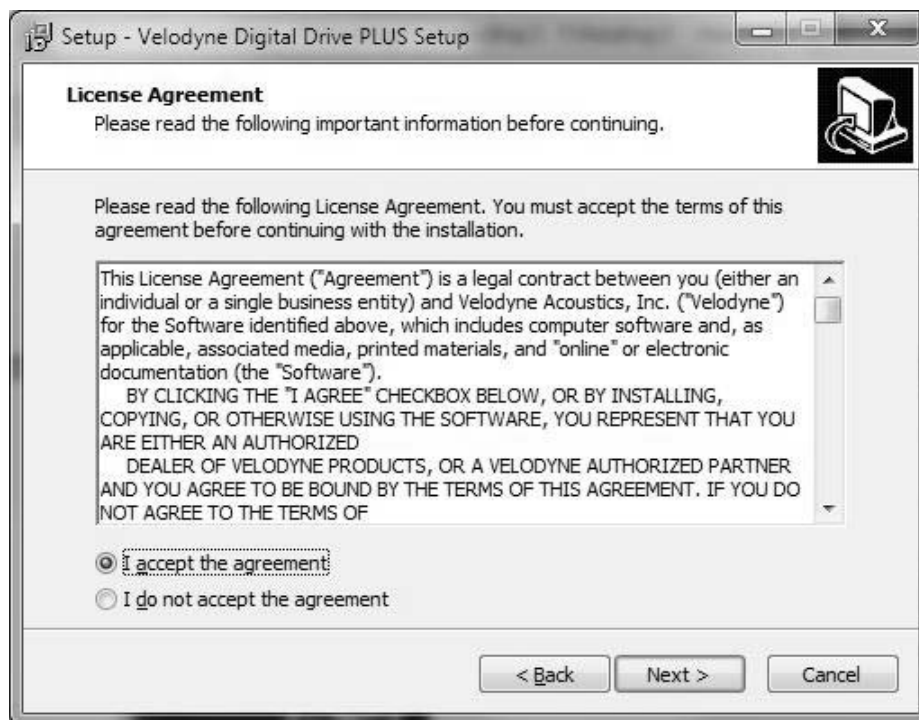 Setup - Velodyne Digital Drive PLUS Setup
License Agreement
Please read the following important information before continuing.
Please read the following License Agreement. You must accept the terms of this
agreement before continuing with the installation.
This License Agreement ("Agreement") is a legal contract between you (either an
individual or a single business entity) and Velodyne Acoustics, Inc. ("Velodyne")
for the Software identified above, which includes computer software and, as
applicable, associated media, printed materials, and "online" or electronic
documentation (the "Software").
BY CLICKING THE "I AGREE" CHECKBOX BELOW, OR BY INSTALLING,
COPYING, OR OTHERWISE USING THE SOFTWARE, YOU REPRESENT THAT YOU
ARE EITHER AN AUTHORIZED
DEALER OF VELODYNE PRODUCTS, OR A VELODYNE AUTHORIZED PARTNER
AND YOU AGREE TO BE BOUND BY THE TERMS OF THIS AGREEMENT. IF YOU DO
NOT AGREE TO THE TERMS OF
I accept the agreement
I do not accept the agreement
< Back
Next >
Cancel